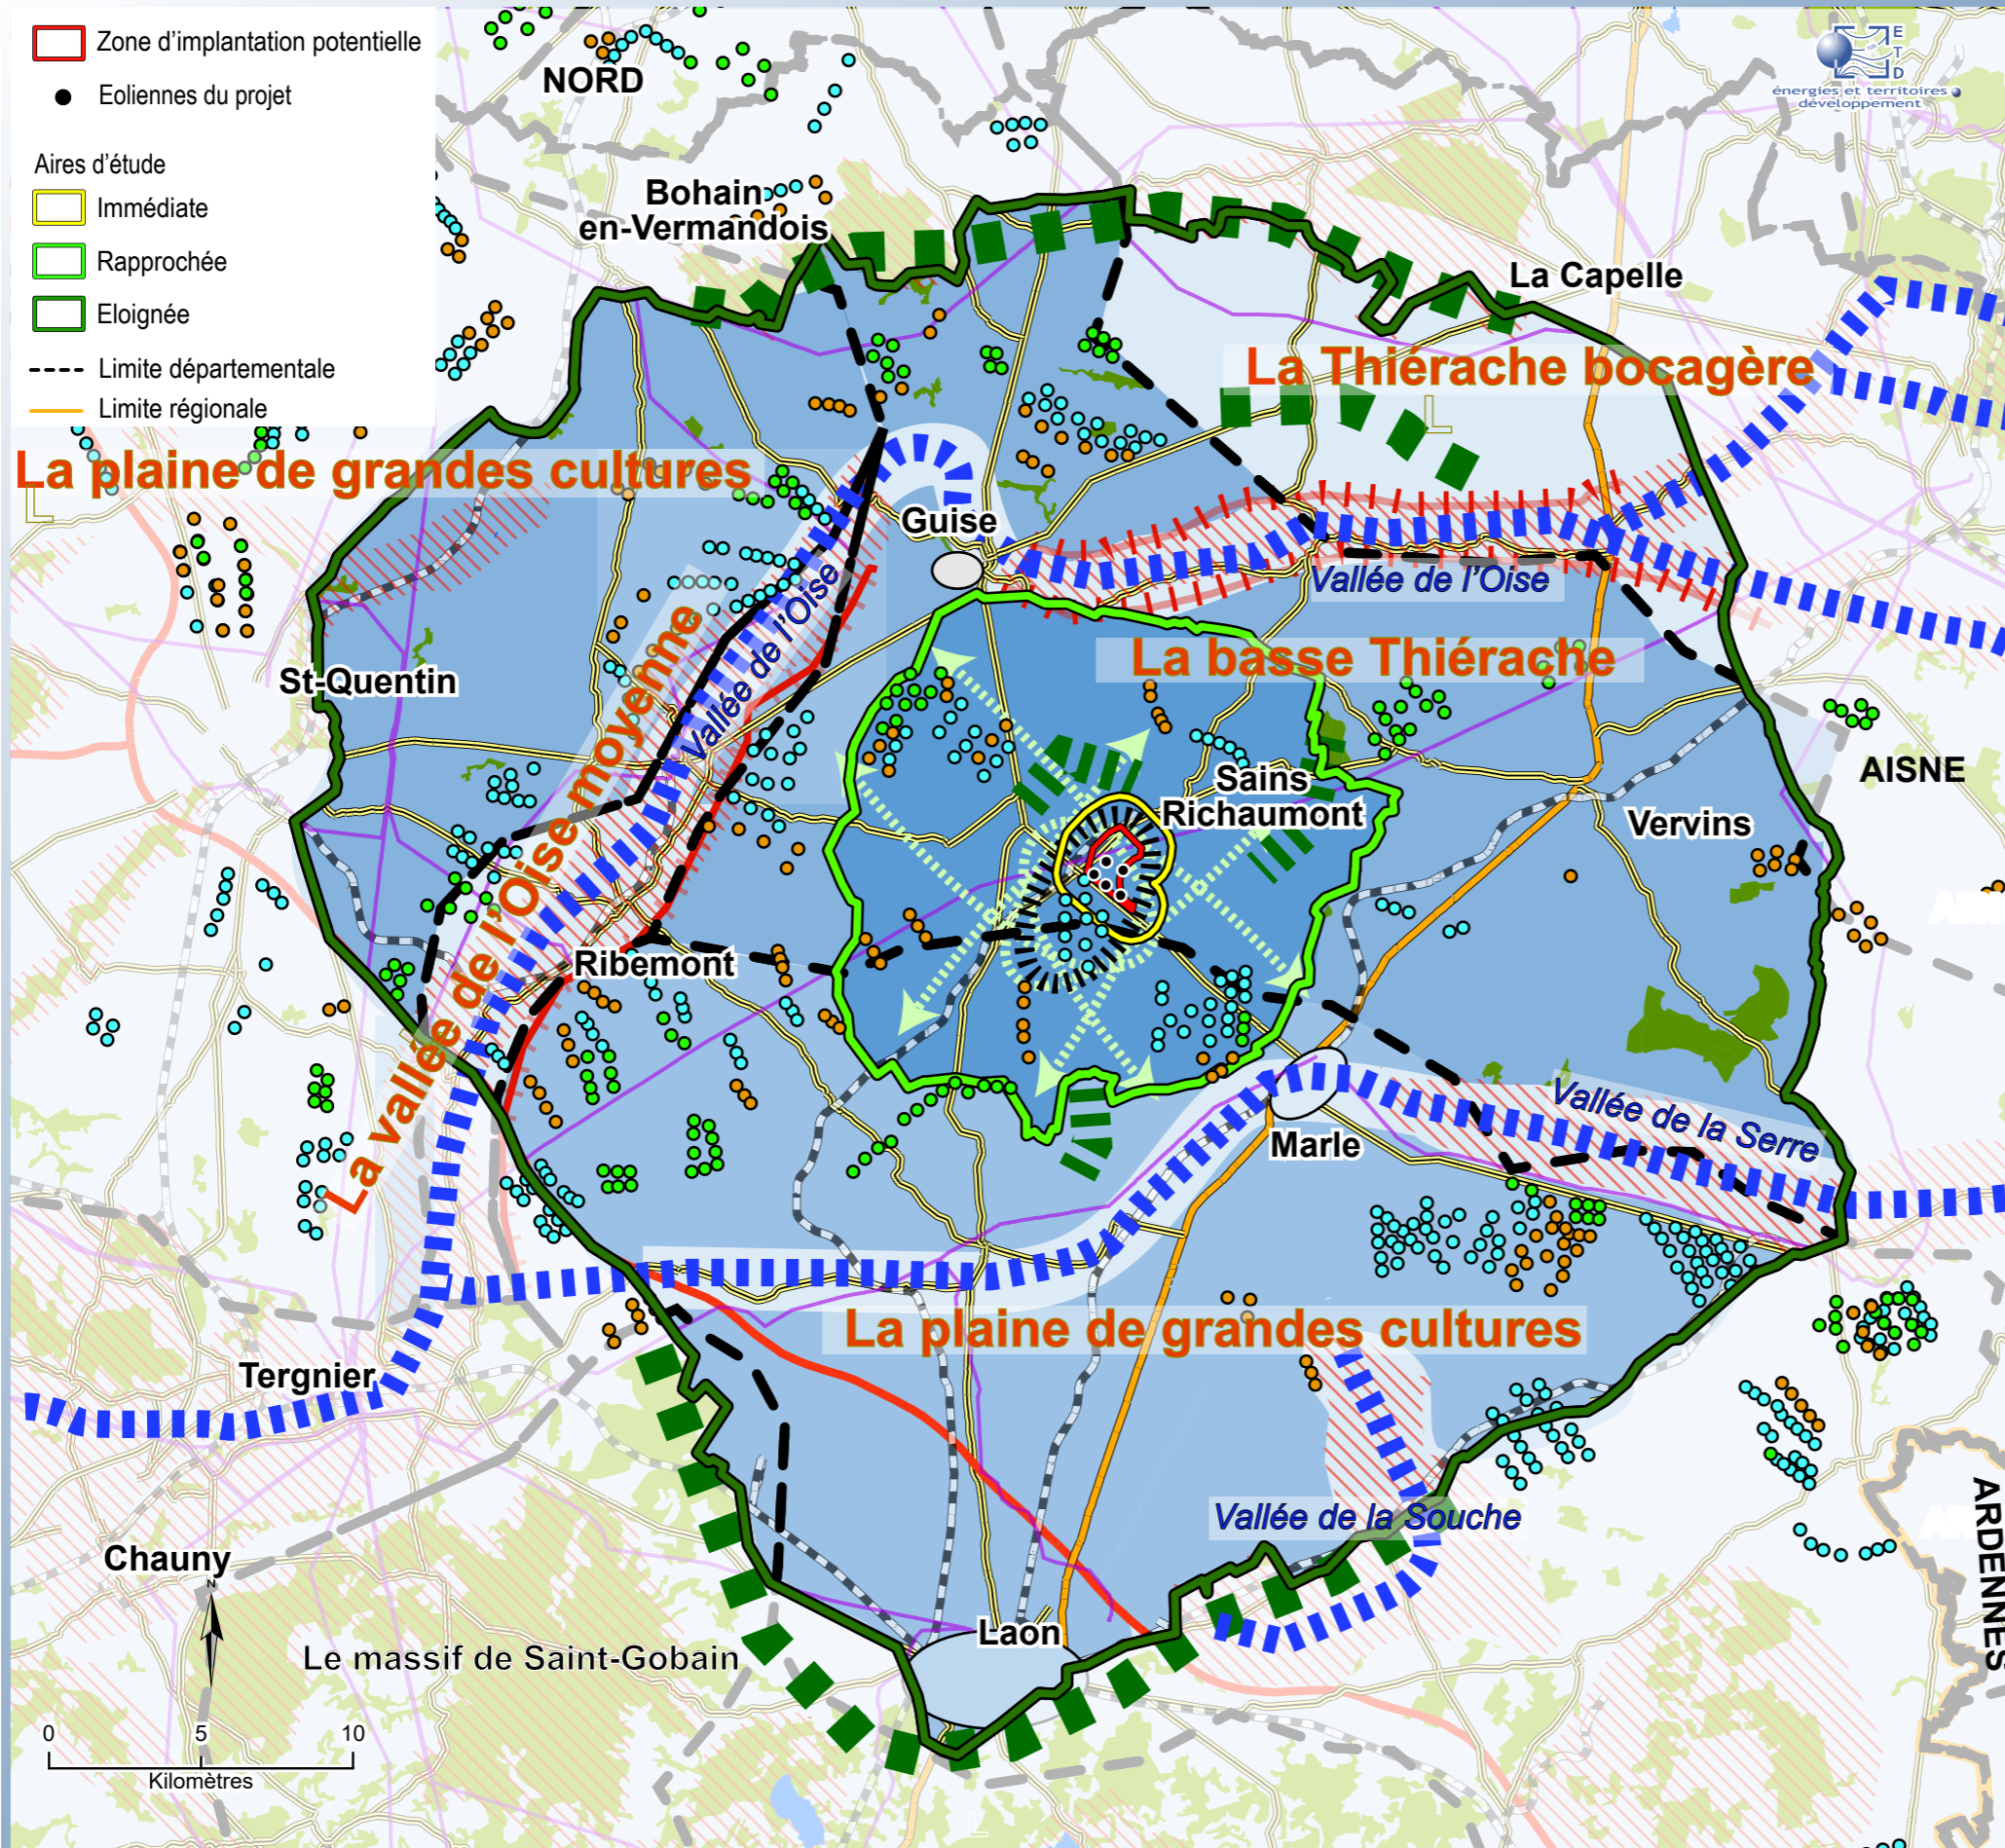 Zone d’implantation potentielle
Eoliennes du projet
Aires d’étude
Immédiate
Rapprochée
Eloignée
Limite départementale
Limite régionale
E
T
D
énergies et territoires
développement
NORD
Bohain
en-Vermandois
La Capelle
La Thiérache bocagère
La plaine de grandes cultures
Guise
Vallée de l’Oise
Vallée de l’Oise
La basse Thiérache
St-Quentin
La vallée de l’Oise moyenne
Sains
Richaumont
AISNE
Vervins
Ribemont
Marle
Vallée de la Serre
La plaine de grandes cultures
Tergnier
Vallée de la Souche
ARDENNES
Chauny
N
Laon
Le massif de Saint-Gobain
0 5 10
Kilomètres